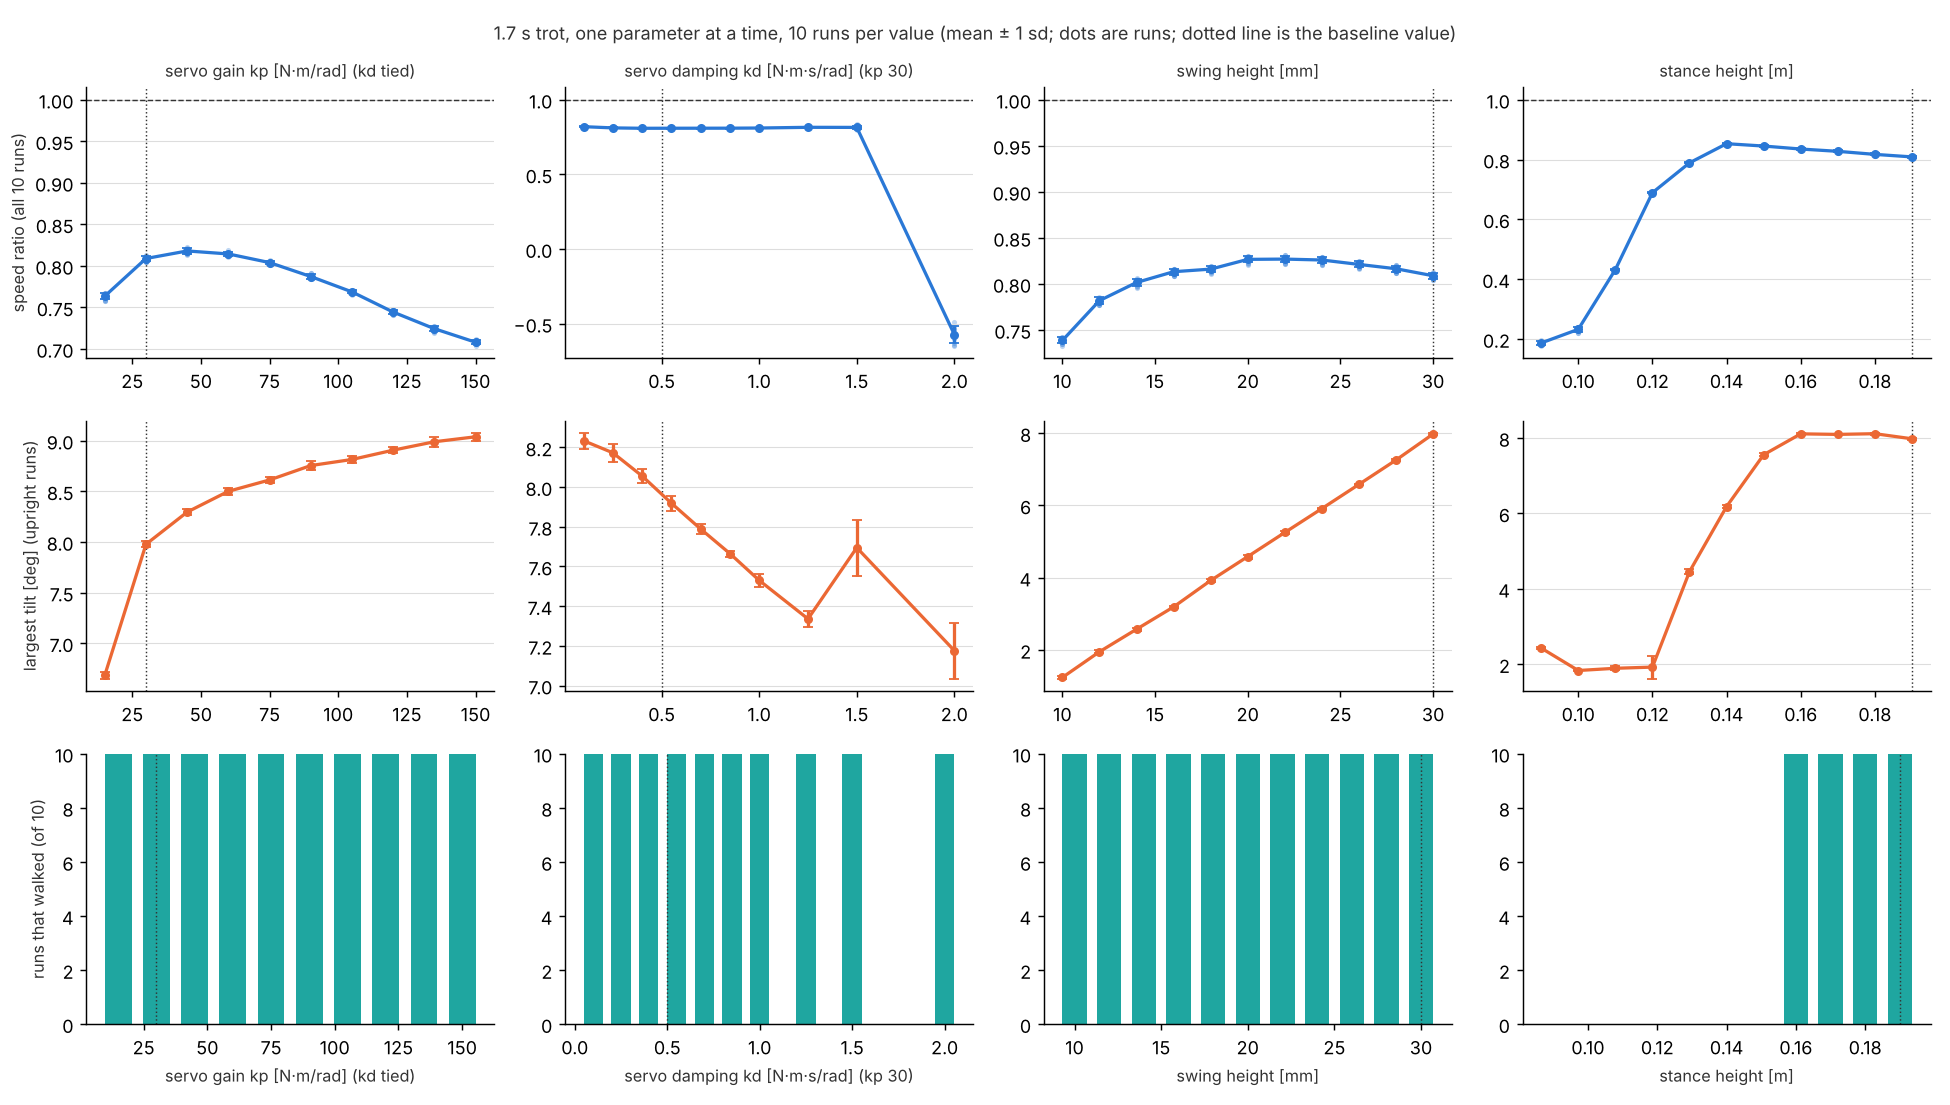 1.7 s trot, one parameter at a time, 10 runs per value (mean ± 1 sd; dots are runs; dotted line is the baseline value)
servo gain kp [N·m/rad] (kd tied)
servo damping kd [N·m·s/rad] (kp 30)
swing height [mm]
stance height [m]
speed ratio (all 10 runs)
1.00
0.95
0.90
0.85
0.80
0.75
0.70
25 50 75 100 125 150
1.0
0.5
0.0
−0.5
0.5 1.0 1.5 2.0
1.00
0.95
0.90
0.85
0.80
0.75
10 15 20 25 30
1.0
0.8
0.6
0.4
0.2
0.10 0.12 0.14 0.16 0.18
largest tilt [deg] (upright runs)
9.0
8.5
8.0
7.5
7.0
25 50 75 100 125 150
8.2
8.0
7.8
7.6
7.4
7.2
7.0
0.5 1.0 1.5 2.0
8
6
4
2
10 15 20 25 30
8
6
4
2
0.10 0.12 0.14 0.16 0.18
runs that walked (of 10)
10
8
6
4
2
0
25 50 75 100 125 150
servo gain kp [N·m/rad] (kd tied)
10
8
6
4
2
0
0.0 0.5 1.0 1.5 2.0
servo damping kd [N·m·s/rad] (kp 30)
10
8
6
4
2
0
10 15 20 25 30
swing height [mm]
10
8
6
4
2
0
0.10 0.12 0.14 0.16 0.18
stance height [m]